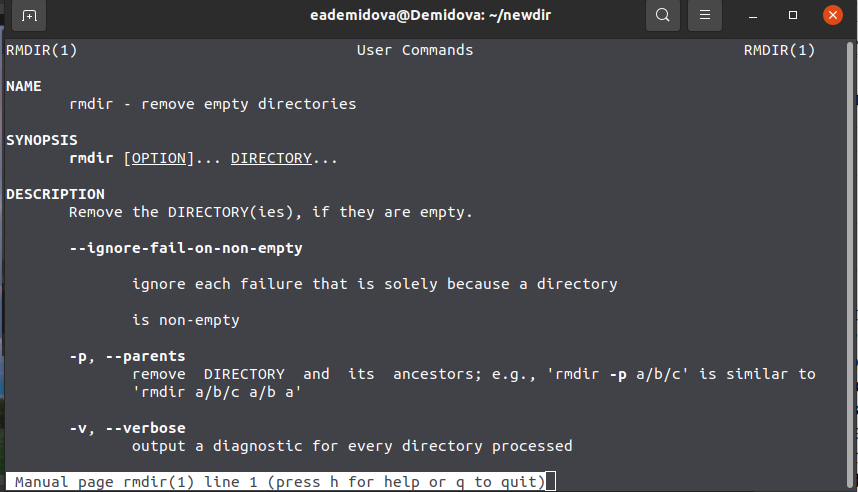 eademidova@Demidova: ~/newdir
RMDIR(1) User Commands RMDIR(1)
NAME
rmdir - remove empty directories
SYNOPSIS
rmdir [OPTION]... DIRECTORY...
DESCRIPTION
Remove the DIRECTORY(ies), if they are empty.
--ignore-fail-on-non-empty
ignore each failure that is solely because a directory
is non-empty
-p, --parents
remove DIRECTORY and its ancestors; e.g., 'rmdir -p a/b/c' is similar to
'rmdir a/b/c a/b a'
-v, --verbose
output a diagnostic for every directory processed
Manual page rmdir(1) line 1 (press h for help or q to quit)